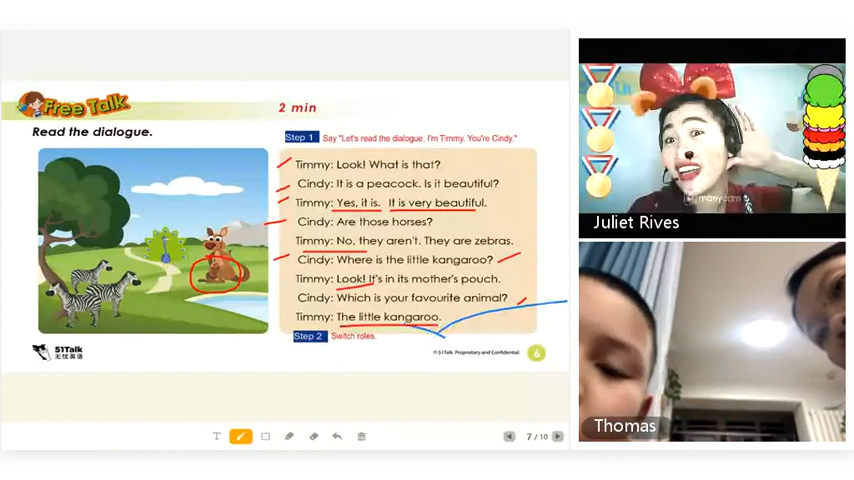 Free Talk
2 min
Read the dialogue.
Step 1 Say "Let's read the dialogue. I'm Timmy. You're Cindy."
Timmy: Look! What is that?
Cindy: It is a peacock. Is it beautiful?
Timmy: Yes, it is. It is very beautiful.
Cindy: Are those horses?
Timmy: No, they aren't. They are zebras.
Cindy: Where is the little kangaroo?
Timmy: Look! It's in its mother's pouch.
Cindy: Which is your favourite animal?
Timmy: The little kangaroo.
Step 2 Switch roles.
51Talk
无忧英语
© 51Talk. Proprietary and Confidential
6
T
7 / 10
manycam
Juliet Rives
Thomas